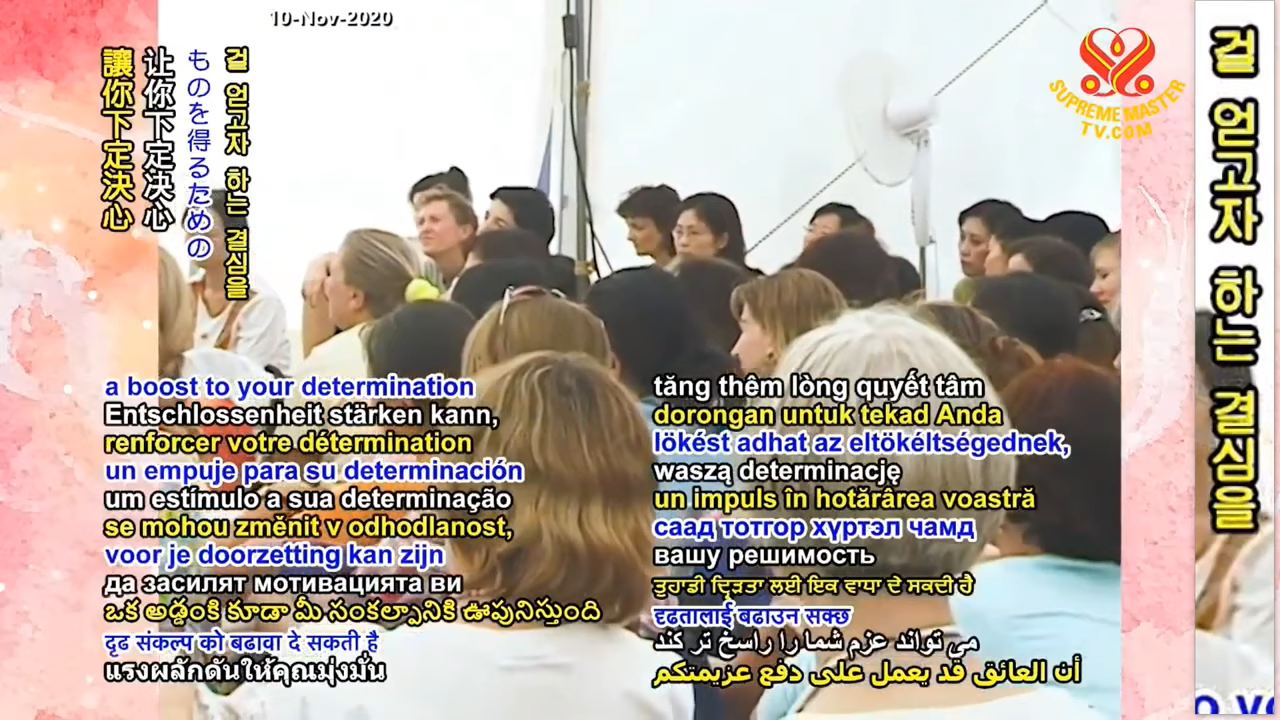 10-Nov-2020
SUPREME MASTER
TV.COM
걸 얻고자 하는 결심을
ものを得るための
让你下定决心
讓你下定決心
걸 얻고자 하는 결심을
a boost to your determination
Entschlossenheit stärken kann,
renforcer votre détermination
un empuje para su determinación
um estímulo a sua determinação
se mohou změnit v odhodlanost,
voor je doorzetting kan zijn
да засилят мотивацията ви
ఒక అడ్డంకి కూడా మీ సంకల్పానికి ఊపునిస్తుంది
दृढ संकल्प को बढावा दे सकती है
แรงผลักดันให้คุณมุ่งมั่น
tăng thêm lòng quyết tâm
dorongan untuk tekad Anda
lökést adhat az eltökéltségednek,
waszą determinację
un impuls în hotărârea voastră
саад тотгор хүртэл чамд
вашу решимость
ਤੁਹਾਡੀ ਦ੍ਰਿੜਤਾ ਲਈ ਇਕ ਵਾਧਾ ਦੇ ਸਕਦੀ ਹੈ
दृढतालाई बढाउन सक्छ
می تواند عزم شما را راسخ تر کند
أن العائق قد يعمل على دفع عزيمتكم